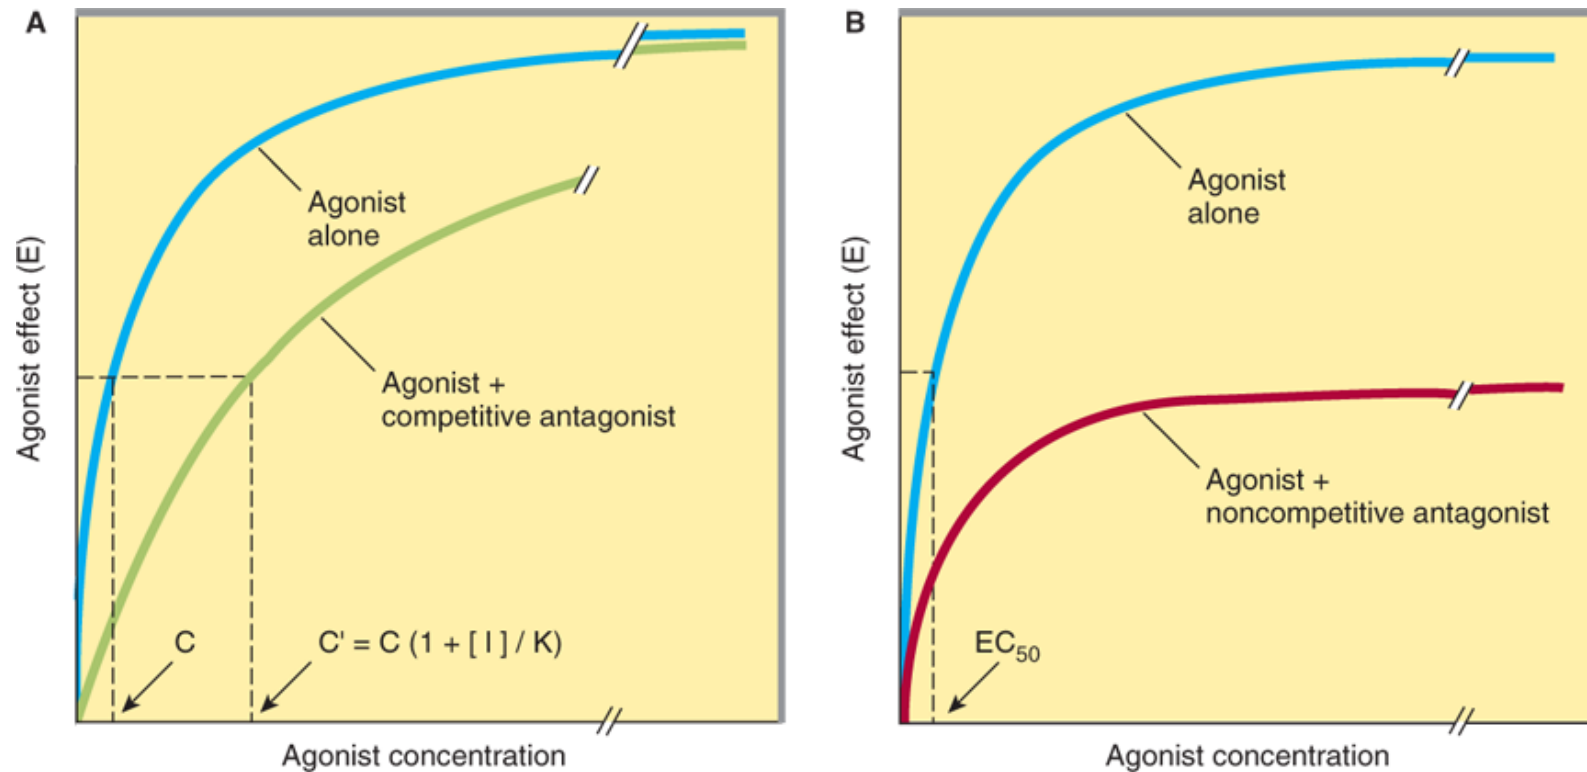 A
Agonist effect (E)
Agonist
alone
Agonist +
competitive antagonist
C
C' = C (1 + [ I ] / K)
Agonist concentration
B
Agonist effect (E)
Agonist
alone
Agonist +
noncompetitive antagonist
EC50
Agonist concentration